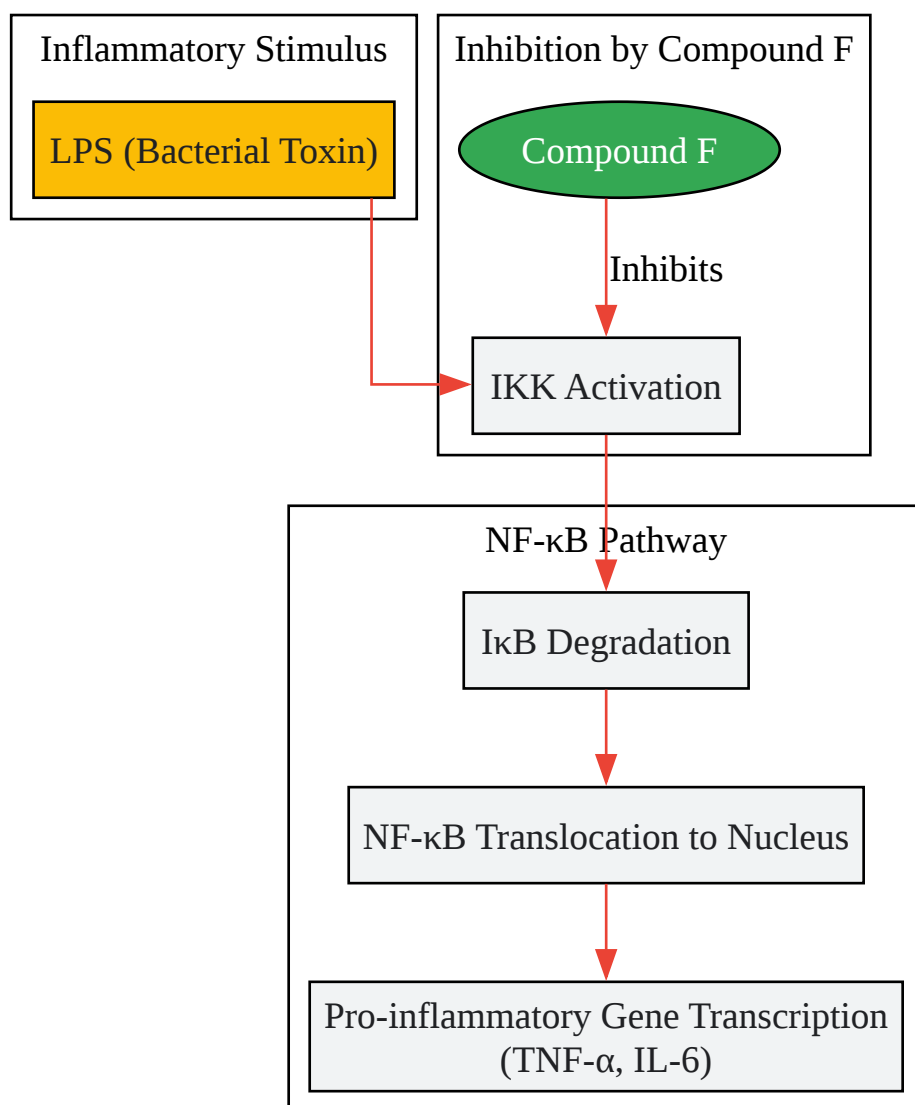 Inflammatory Stimulus
LPS (Bacterial Toxin)
Inhibition by Compound F
Compound F
Inhibits
IKK Activation
NF-κB Pathway
IκB Degradation
NF-κB Translocation to Nucleus
Pro-inflammatory Gene Transcription
(TNF-α, IL-6)